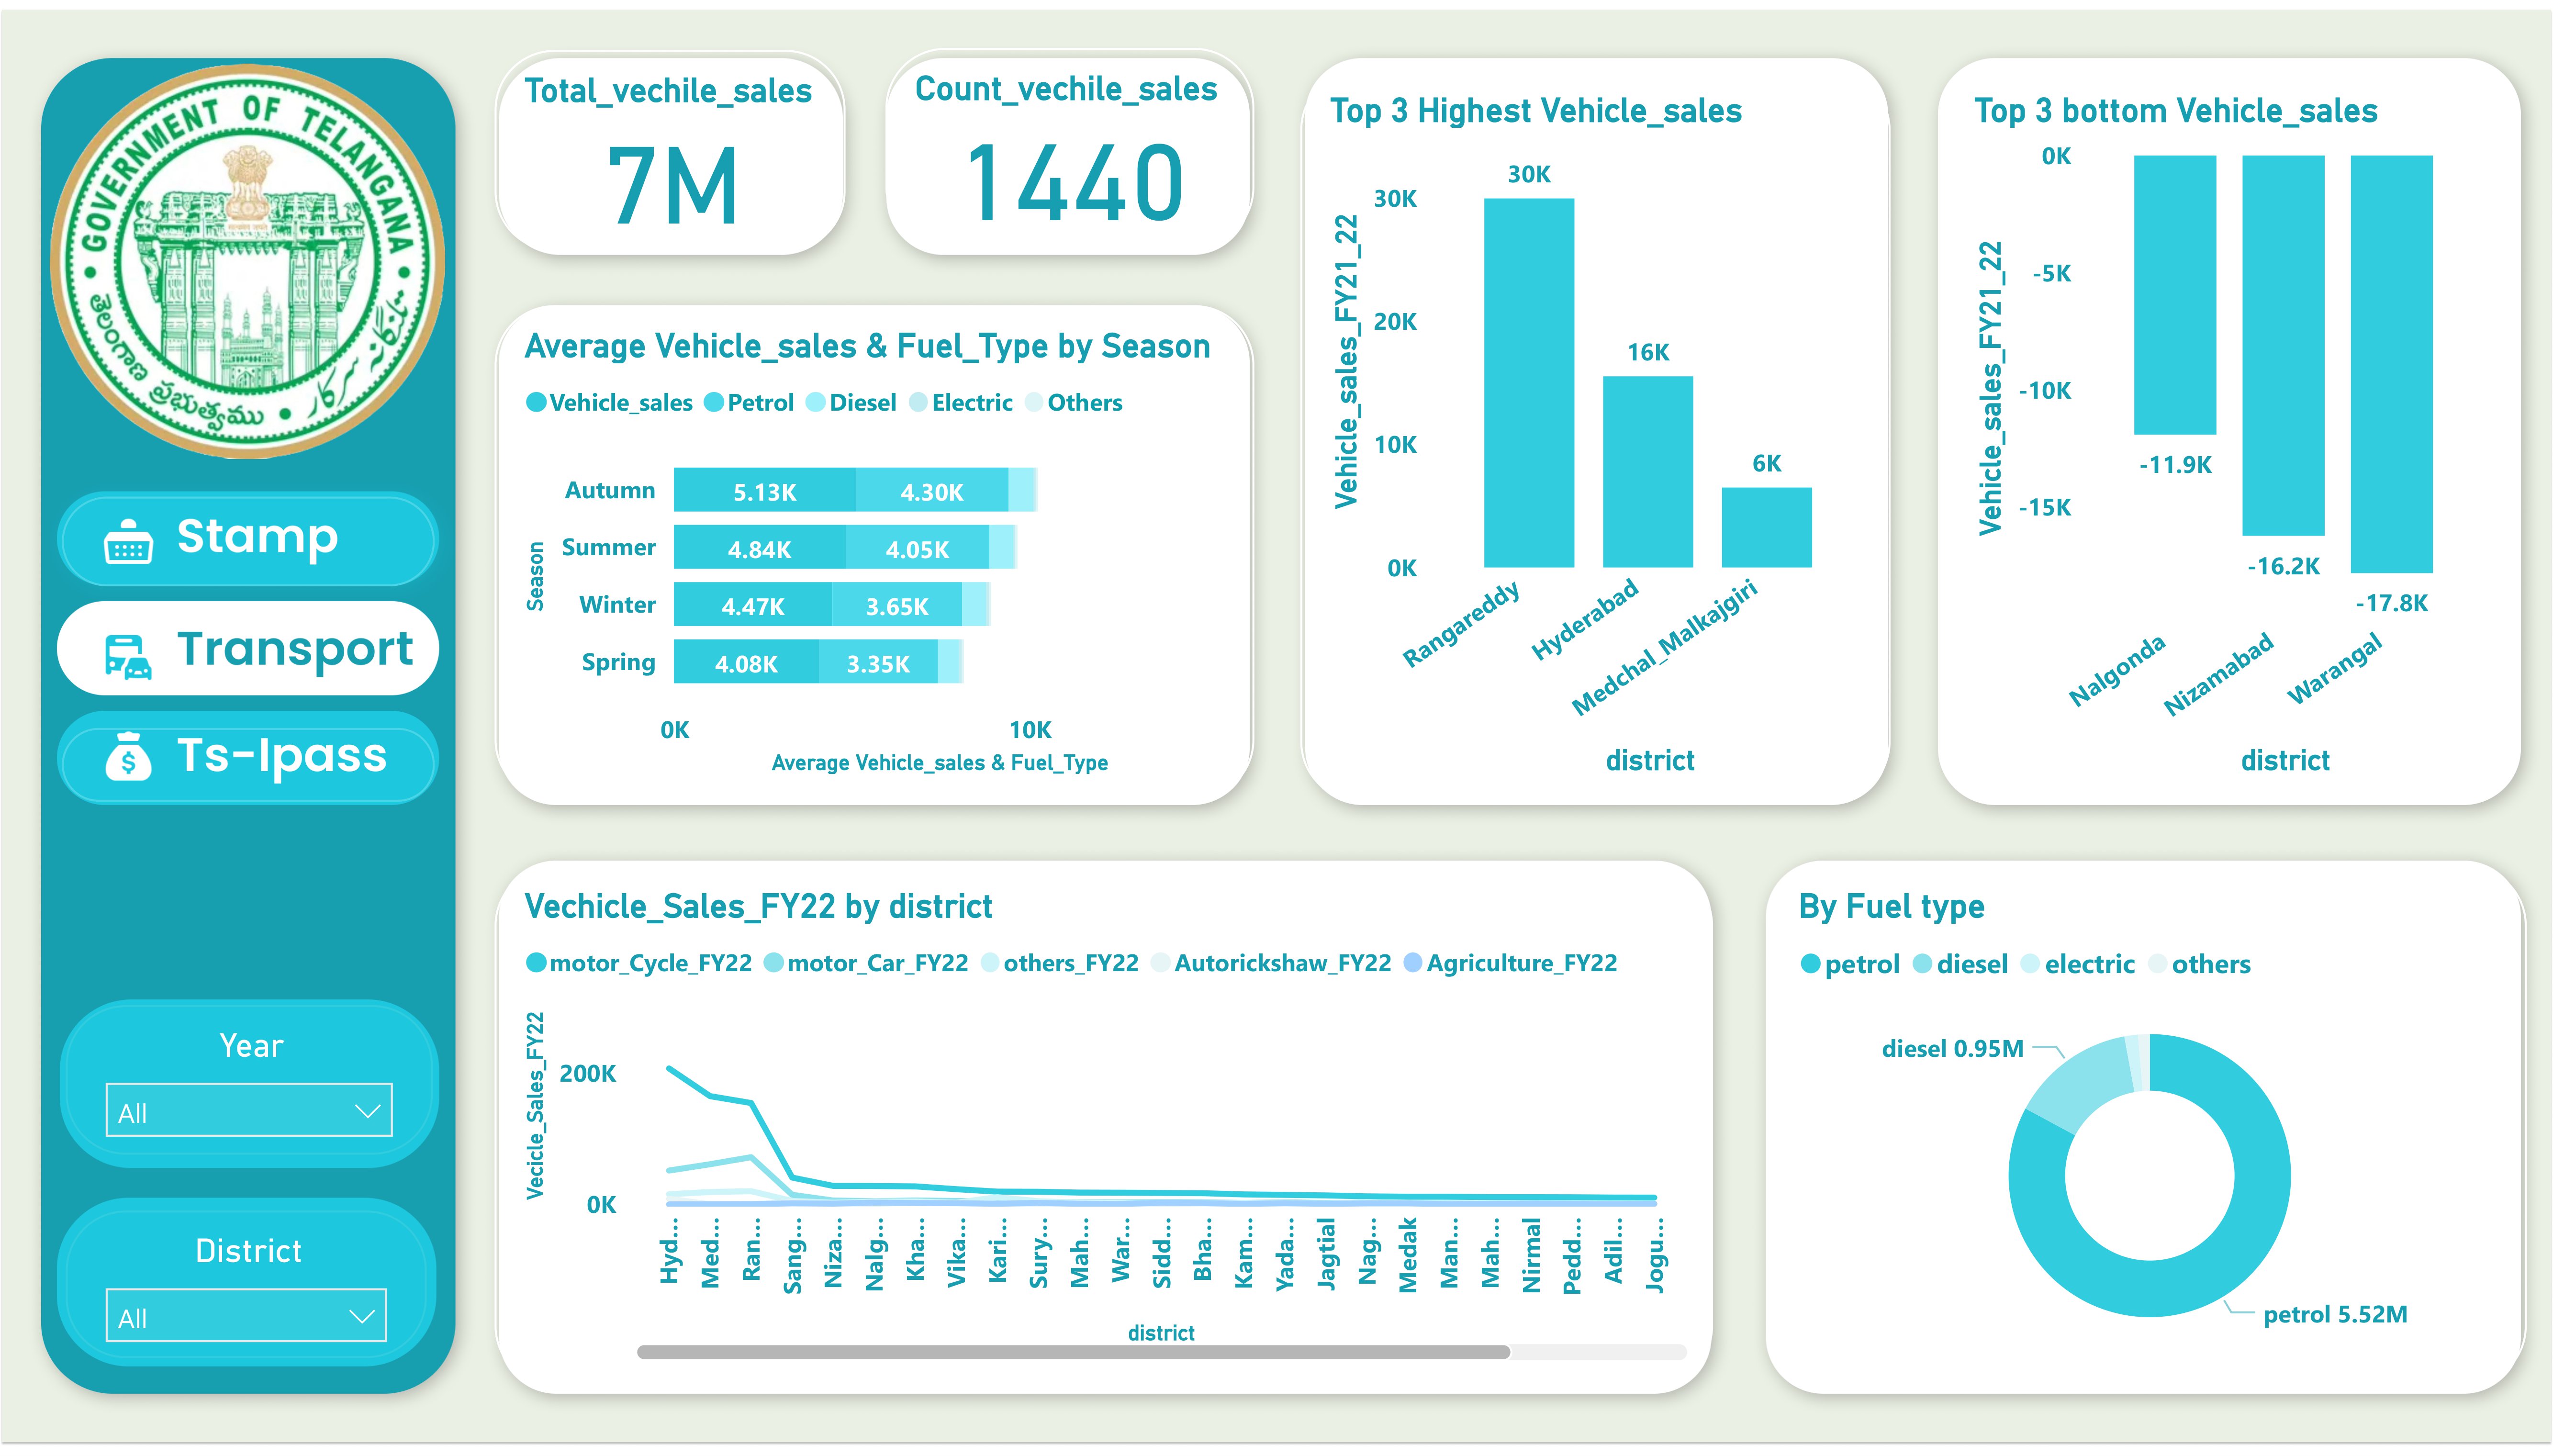 GOVERNMENT OF TELANGANA
తెలంగాణ ప్రభుత్వము
Stamp
Transport
Ts-Ipass
Year
All
District
All
Total_vechile_sales
7M
Count_vechile_sales
1440
Average Vehicle_sales & Fuel_Type by Season
Vehicle_sales Petrol Diesel Electric Others
Season
Autumn 5.13K 4.30K
Summer 4.84K 4.05K
Winter 4.47K 3.65K
Spring 4.08K 3.35K
0K 10K
Average Vehicle_sales & Fuel_Type
Top 3 Highest Vehicle_sales
Vehicle_sales_FY21_22
30K
20K
10K
0K
30K
16K
6K
Rangareddy
Hyderabad
Medchal_Malkajgiri
district
Top 3 bottom Vehicle_sales
Vehicle_sales_FY21_22
0K
-5K
-10K
-15K
-11.9K
-16.2K
-17.8K
Nalgonda
Nizamabad
Warangal
district
Vechicle_Sales_FY22 by district
motor_Cycle_FY22 motor_Car_FY22 others_FY22 Autorickshaw_FY22 Agriculture_FY22
Vecicle_Sales_FY22
200K
0K
Hyd...
Med...
Ran...
Sang...
Niza...
Nalg...
Kha...
Vika...
Kari...
Sury...
Mah...
War...
Sidd...
Bha...
Kam...
Yada...
Jagtial
Nag...
Medak
Man...
Mah...
Nirmal
Pedd...
Adil...
Jogu...
district
By Fuel type
petrol diesel electric others
diesel 0.95M
petrol 5.52M